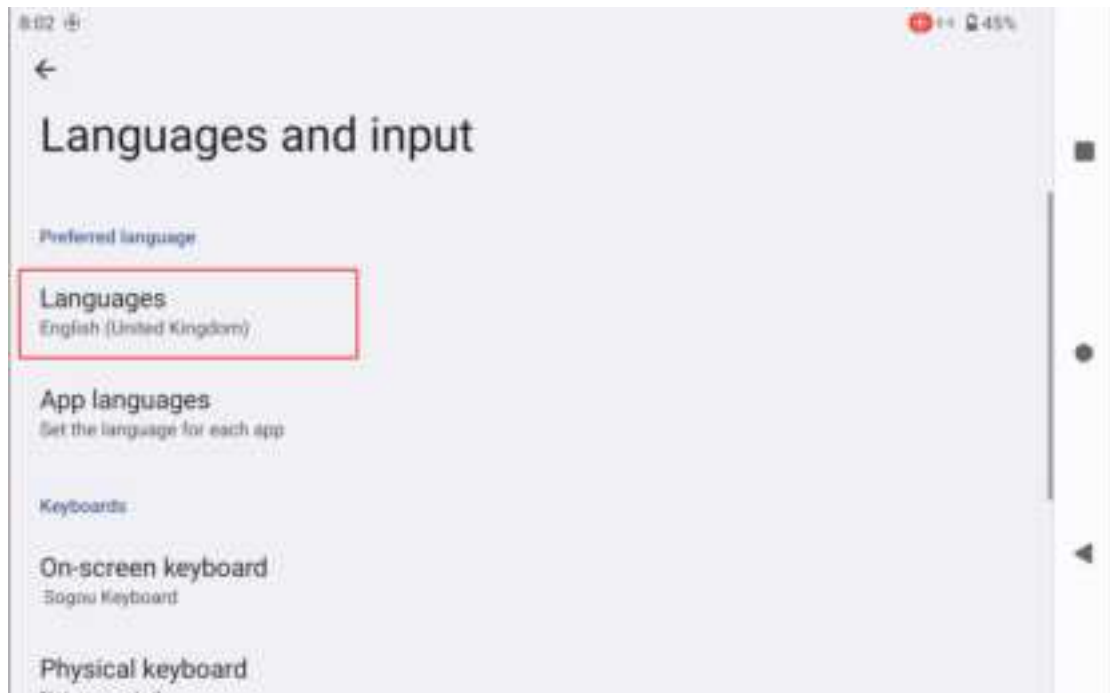 8:02
45%
Languages and input
Preferred language
Languages
English (United Kingdom)
App languages
Set the language for each app
Keyboards
On-screen keyboard
Sogou Keyboard
Physical keyboard